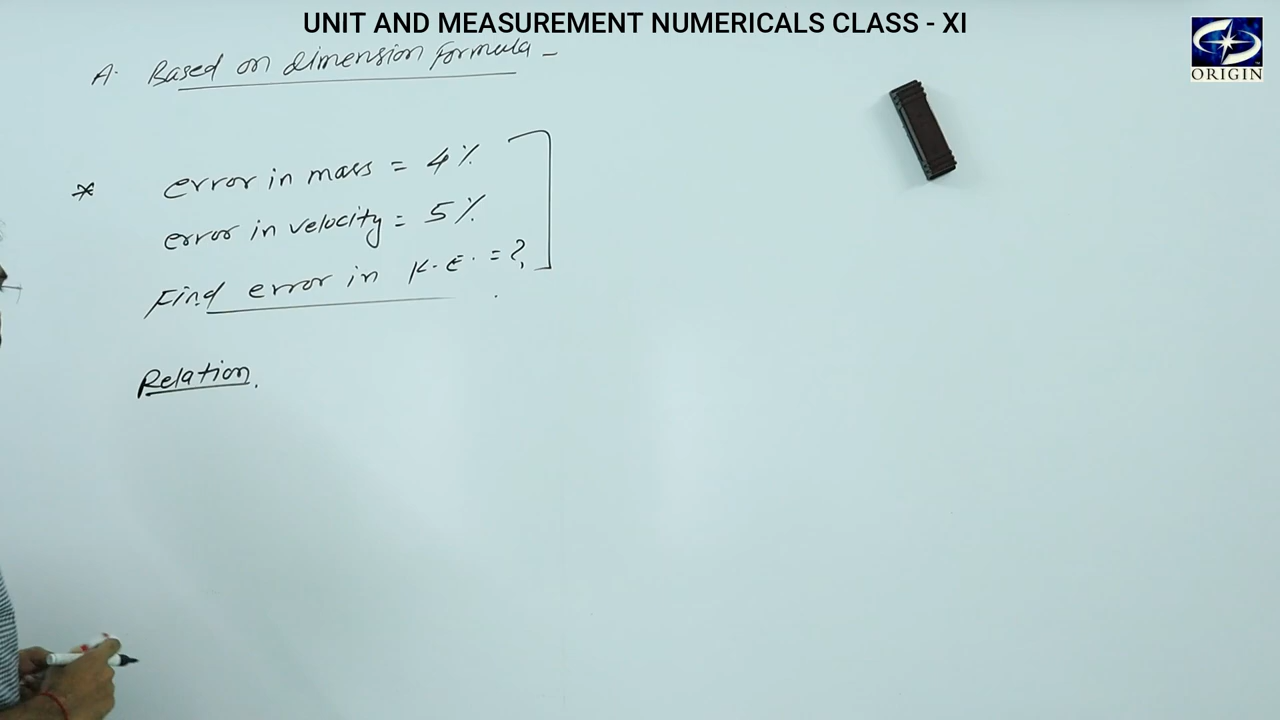 UNIT AND MEASUREMENT NUMERICALS CLASS - XI
ORIGIN
A. Based on dimension formula -
* error in mass = 4%
error in velocity = 5%
Find error in K.E. = ?
Relation.